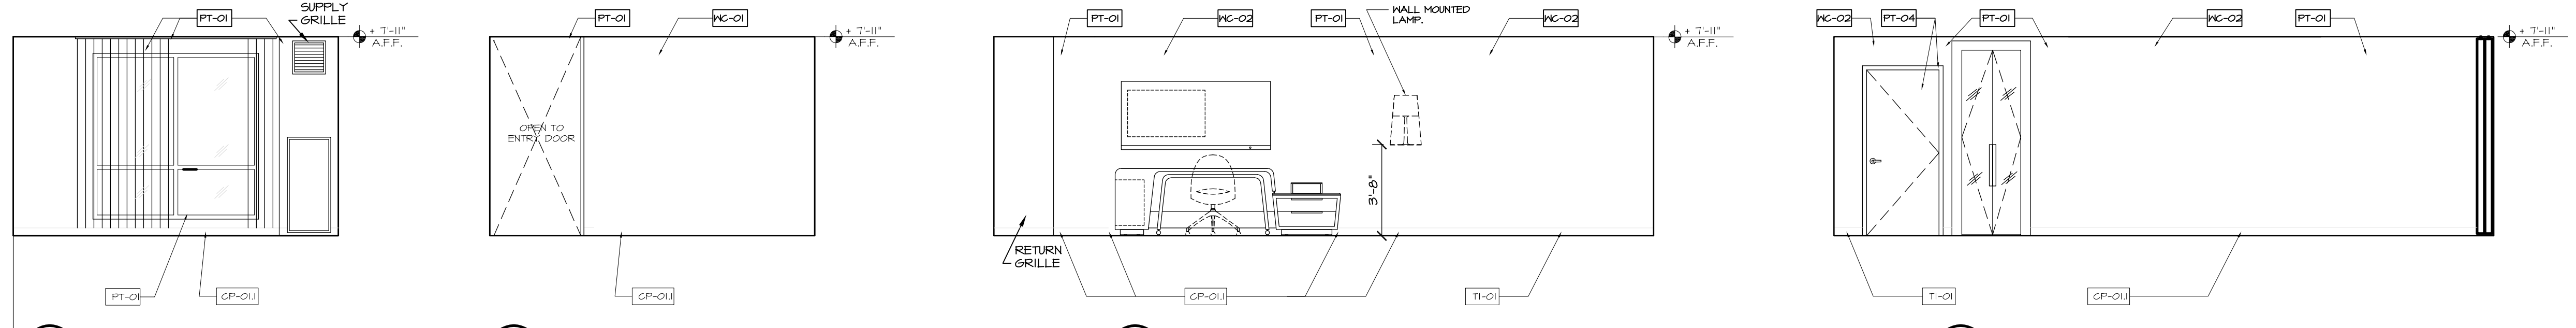 SUPPLY
GRILLE
PT-01
+ 7'-11"
A.F.F.
PT-01
CP-01.1
PT-01
WC-01
+ 7'-11"
A.F.F.
OPEN TO
ENTRY DOOR
CP-01.1
PT-01
WC-02
PT-01
WALL MOUNTED
LAMP.
WC-02
+ 7'-11"
A.F.F.
3'-8"
RETURN
GRILLE
CP-01.1
T1-01
WC-02
PT-04
PT-01
WC-02
PT-01
+ 7'-11"
A.F.F.
T1-01
CP-01.1